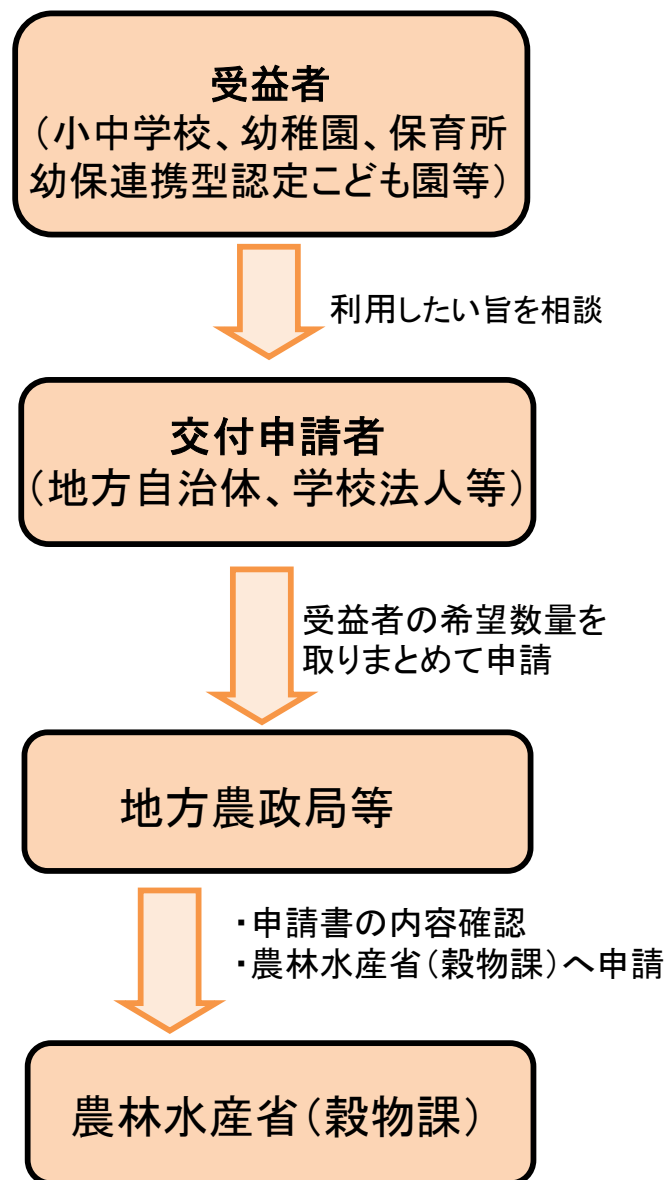 受益者
（小中学校、幼稚園、保育所
幼保連携型認定こども園等）
利用したい旨を相談
交付申請者
（地方自治体、学校法人等）
受益者の希望数量を
取りまとめて申請
地方農政局等
・申請書の内容確認
・農林水産省（穀物課）へ申請
農林水産省（穀物課）